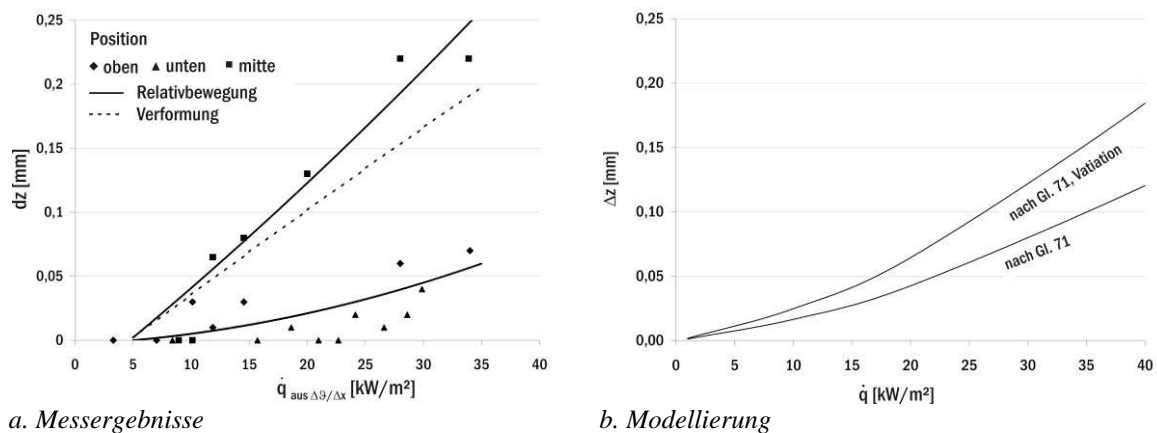 0,25
0,2
0,15
0,1
0,05
0
dz [mm]
Position
oben unten mitte
Relativbewegung
Verformung
0 5 10 15 20 25 30 35 40
q̇ aus Δϑ/Δx [kW/m²]
a. Messergebnisse
0,25
0,20
0,15
0,10
0,05
0,00
Δz [mm]
nach Gl. 71, Vatiation
nach Gl. 71
0 5 10 15 20 25 30 35 40
q̇ [kW/m²]
b. Modellierung